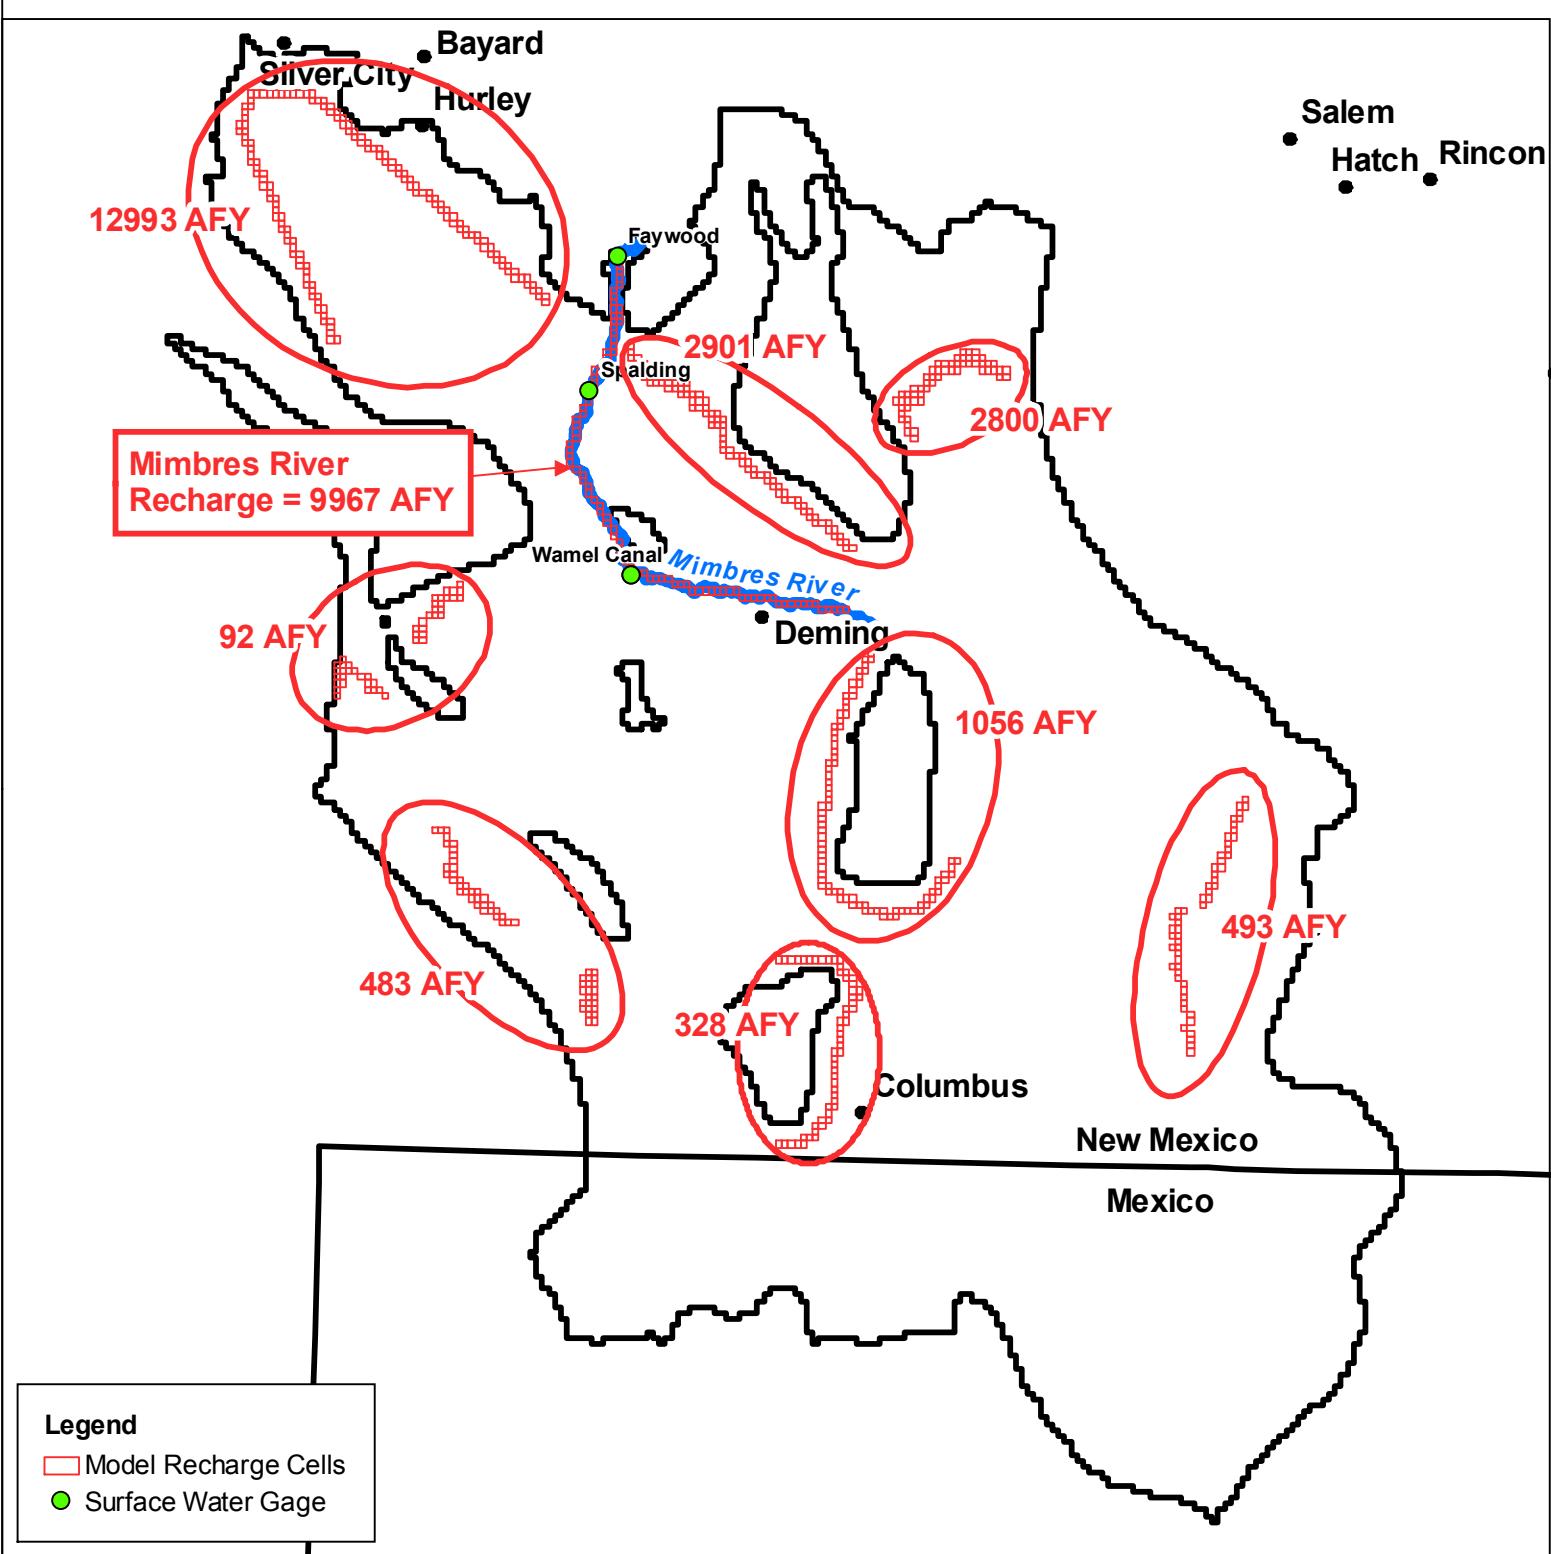 Bayard
Silver City
Hurley
Salem
Hatch
Rincon
12993 AFY
Faywood
2901 AFY
Spalding
2800 AFY
Mimbres River
Recharge = 9967 AFY
Wamel Canal
Mimbres River
Deming
92 AFY
1056 AFY
493 AFY
483 AFY
328 AFY
Columbus
New Mexico
Mexico
Legend
Model Recharge Cells
Surface Water Gage